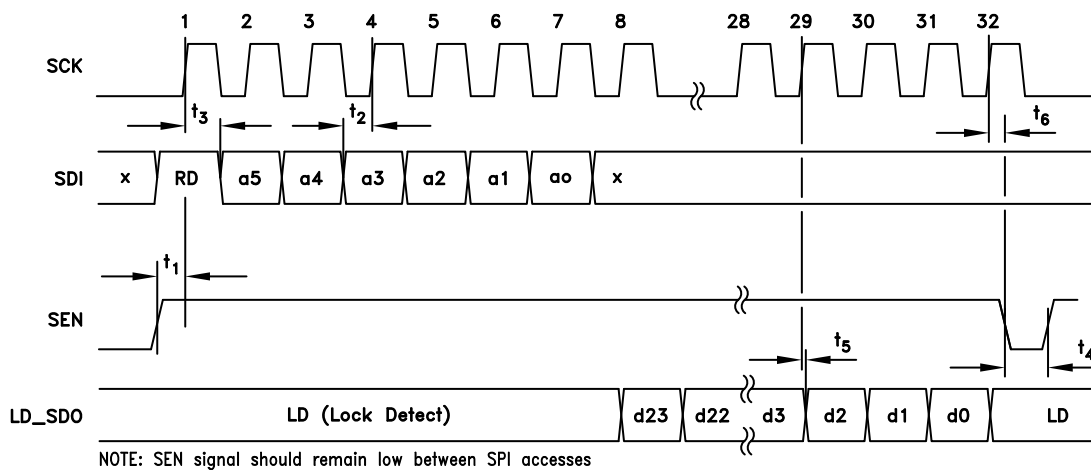 1 2 3 4 5 6 7 8 28 29 30 31 32
SCK
t3 t2 t6
SDI x RD a5 a4 a3 a2 a1 ao x
t1
SEN
t5 t4
LD_SDO LD (Lock Detect) d23 d22 d3 d2 d1 d0 LD
NOTE: SEN signal should remain low between SPI accesses